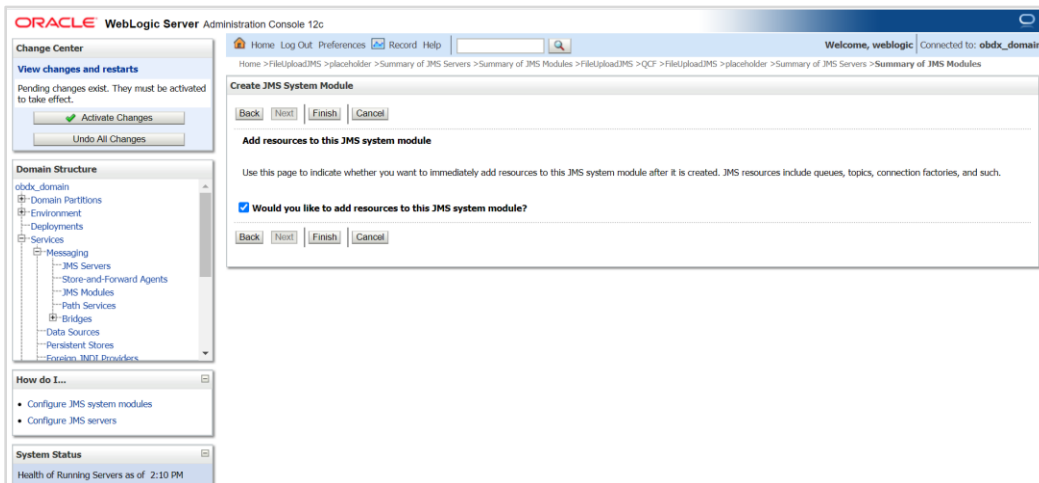 ORACLE WebLogic Server Administration Console 12c
Change Center
View changes and restarts
Pending changes exist. They must be activated
to take effect.
Activate Changes
Undo All Changes
Domain Structure
obdx_domain
Domain Partitions
Environment
Deployments
Services
Messaging
JMS Servers
Store-and-Forward Agents
JMS Modules
Path Services
Bridges
Data Sources
Persistent Stores
Foreign JNDI Providers
How do I...
Configure JMS system modules
Configure JMS servers
System Status
Health of Running Servers as of 2:10 PM
Home Log Out Preferences Record Help
Welcome, weblogic Connected to: obdx_domain
Home >FileUploadJMS >placeholder >Summary of JMS Servers >Summary of JMS Modules >FileUploadJMS >QCF >FileUploadJMS >placeholder >Summary of JMS Servers >Summary of JMS Modules
Create JMS System Module
Back Next Finish Cancel
Add resources to this JMS system module
Use this page to indicate whether you want to immediately add resources to this JMS system module after it is created. JMS resources include queues, topics, connection factories, and such.
Would you like to add resources to this JMS system module?
Back Next Finish Cancel